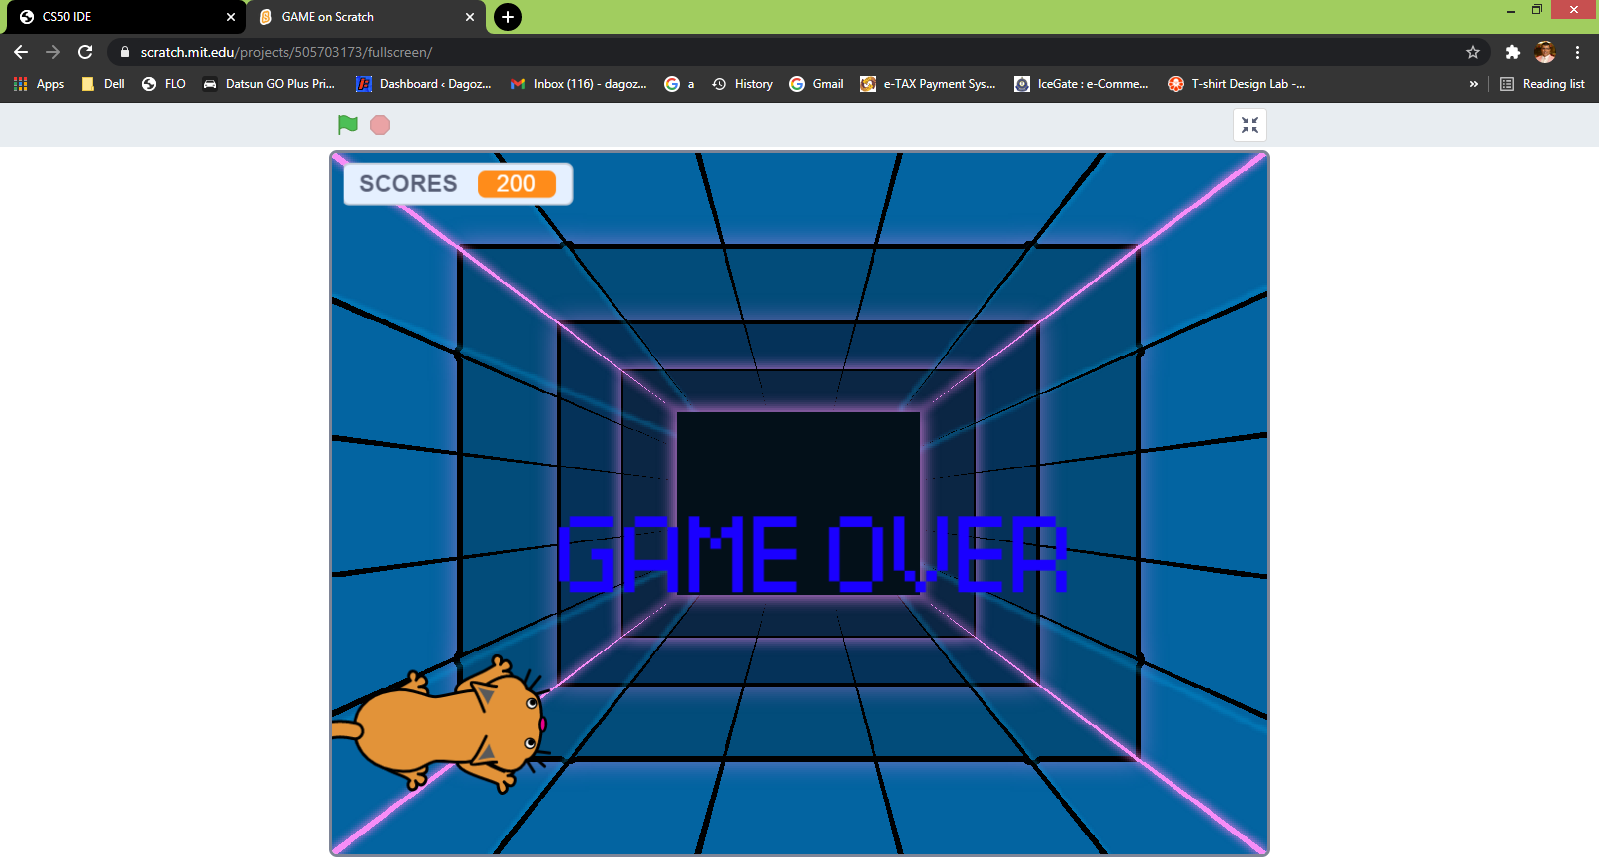 CS50 IDE
GAME on Scratch
scratch.mit.edu/projects/505703173/fullscreen/
Apps
Dell
FLO
Datsun GO Plus Pri...
Dashboard ‹ Dagoz...
Inbox (116) - dagoz...
a
History
Gmail
e-TAX Payment Sys...
IceGate : e-Comme...
T-shirt Design Lab -...
»
Reading list
SCORES 200
GAME OVER